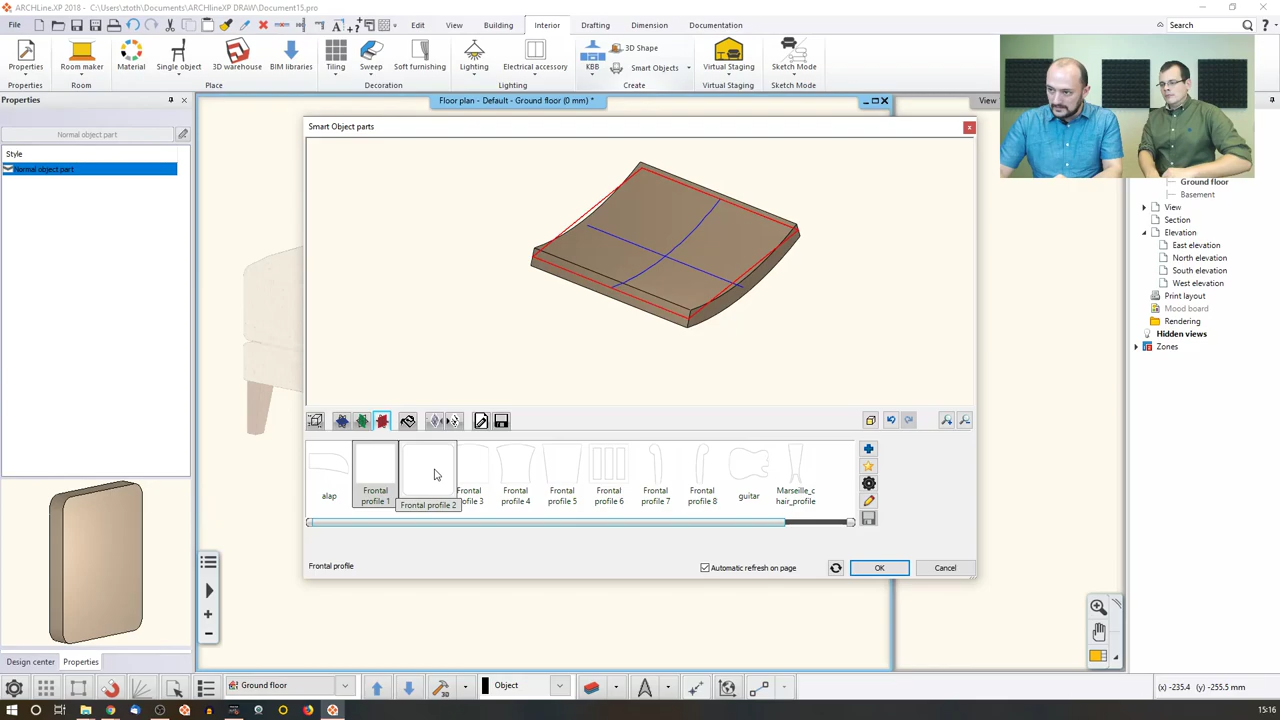 ARCHLine.XP 2018 - C:\Users\ztoth\Documents\ARCHlineXP DRAW\Document15.pro
Edit View Building Interior Drafting Dimension Documentation Search
Properties Room maker Material Single object 3D warehouse BIM libraries Tiling Sweep Soft furnishing Lighting Electrical accessory KBB 3D Shape Smart Objects Virtual Staging Sketch Mode
Properties Room Place Decoration Lighting Create Virtual Staging Sketch Mode
Properties
Floor plan - Default - Ground floor (0 mm) *
View
Normal object part
Style
Normal object part
Smart Object parts
Ground floor
Basement
View
Section
Elevation
East elevation
North elevation
South elevation
West elevation
Print layout
Mood board
Rendering
Hidden views
Zones
alap
Frontal profile 1
Frontal profile 2
Frontal 3
Frontal profile 4
Frontal profile 5
Frontal profile 6
Frontal profile 7
Frontal profile 8
guitar
Marseille_c
hair_profile
Frontal profile
Automatic refresh on page
OK
Cancel
Design center Properties
Ground floor
Object
(x) -235.4 (y) -255.5 mm
15:16